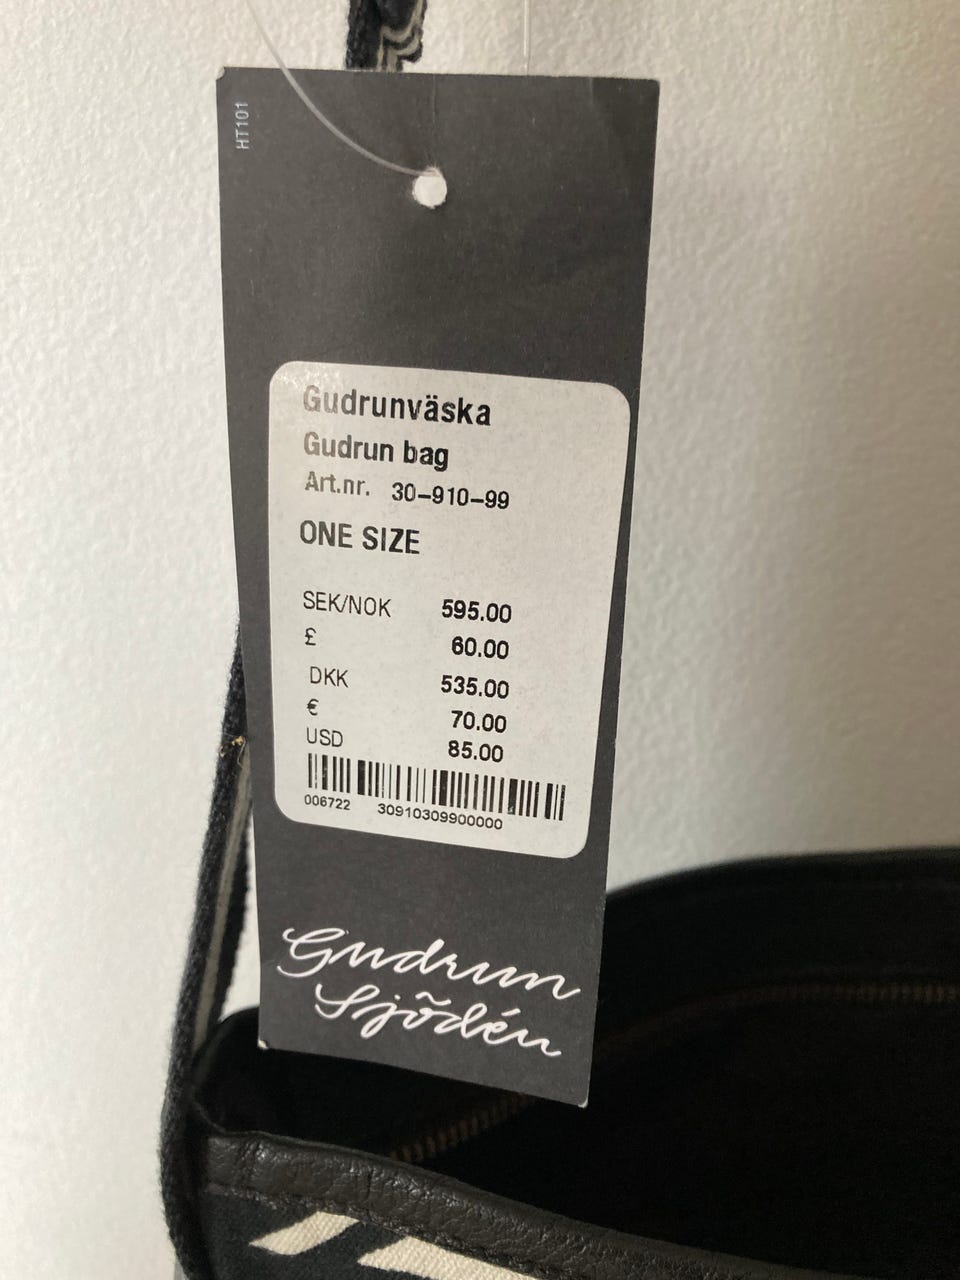 HT101
Gudrunväska
Gudrun bag
Art.nr. 30-910-99
ONE SIZE
SEK/NOK 595.00
£ 60.00
DKK 535.00
€ 70.00
USD 85.00
006722 30910309900000
Gudrun
Sjödén